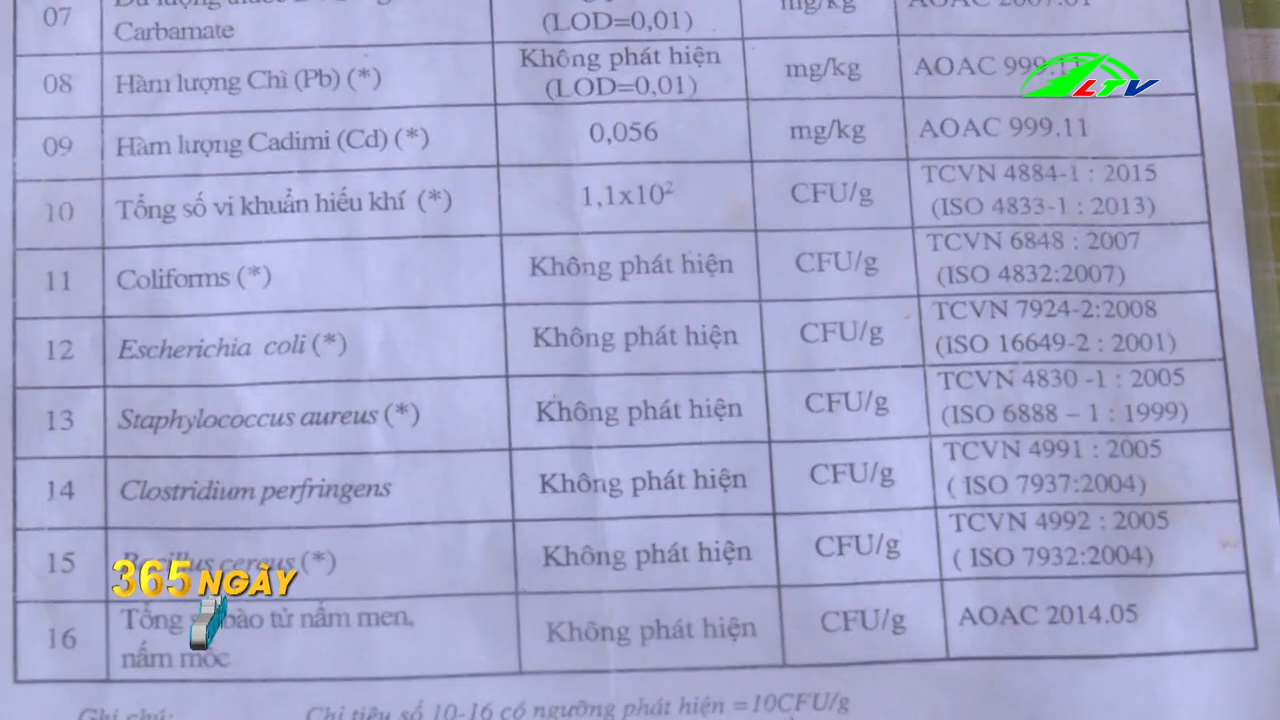 07
Carbamate
(LOD=0,01)
mg/kg
AOAC 2007.01
08
Hàm lượng Chì (Pb) (*)
Không phát hiện
(LOD=0,01)
mg/kg
AOAC 999.11
LTV
09
Hàm lượng Cadimi (Cd) (*)
0,056
mg/kg
AOAC 999.11
10
Tổng số vi khuẩn hiếu khí (*)
1,1x10²
CFU/g
TCVN 4884-1 : 2015
(ISO 4833-1 : 2013)
11
Coliforms (*)
Không phát hiện
CFU/g
TCVN 6848 : 2007
(ISO 4832:2007)
12
Escherichia coli (*)
Không phát hiện
CFU/g
TCVN 7924-2:2008
(ISO 16649-2 : 2001)
13
Staphylococcus aureus (*)
Không phát hiện
CFU/g
TCVN 4830 -1 : 2005
(ISO 6888 – 1 : 1999)
14
Clostridium perfringens
Không phát hiện
CFU/g
TCVN 4991 : 2005
( ISO 7937:2004)
15
Bacillus cereus (*)
Không phát hiện
CFU/g
TCVN 4992 : 2005
( ISO 7932:2004)
365 NGÀY
16
Tổng bào tử nấm men,
nấm mốc
Không phát hiện
CFU/g
AOAC 2014.05
Ghi chú:
Chỉ tiêu số 10-16 có ngưỡng phát hiện =10CFU/g